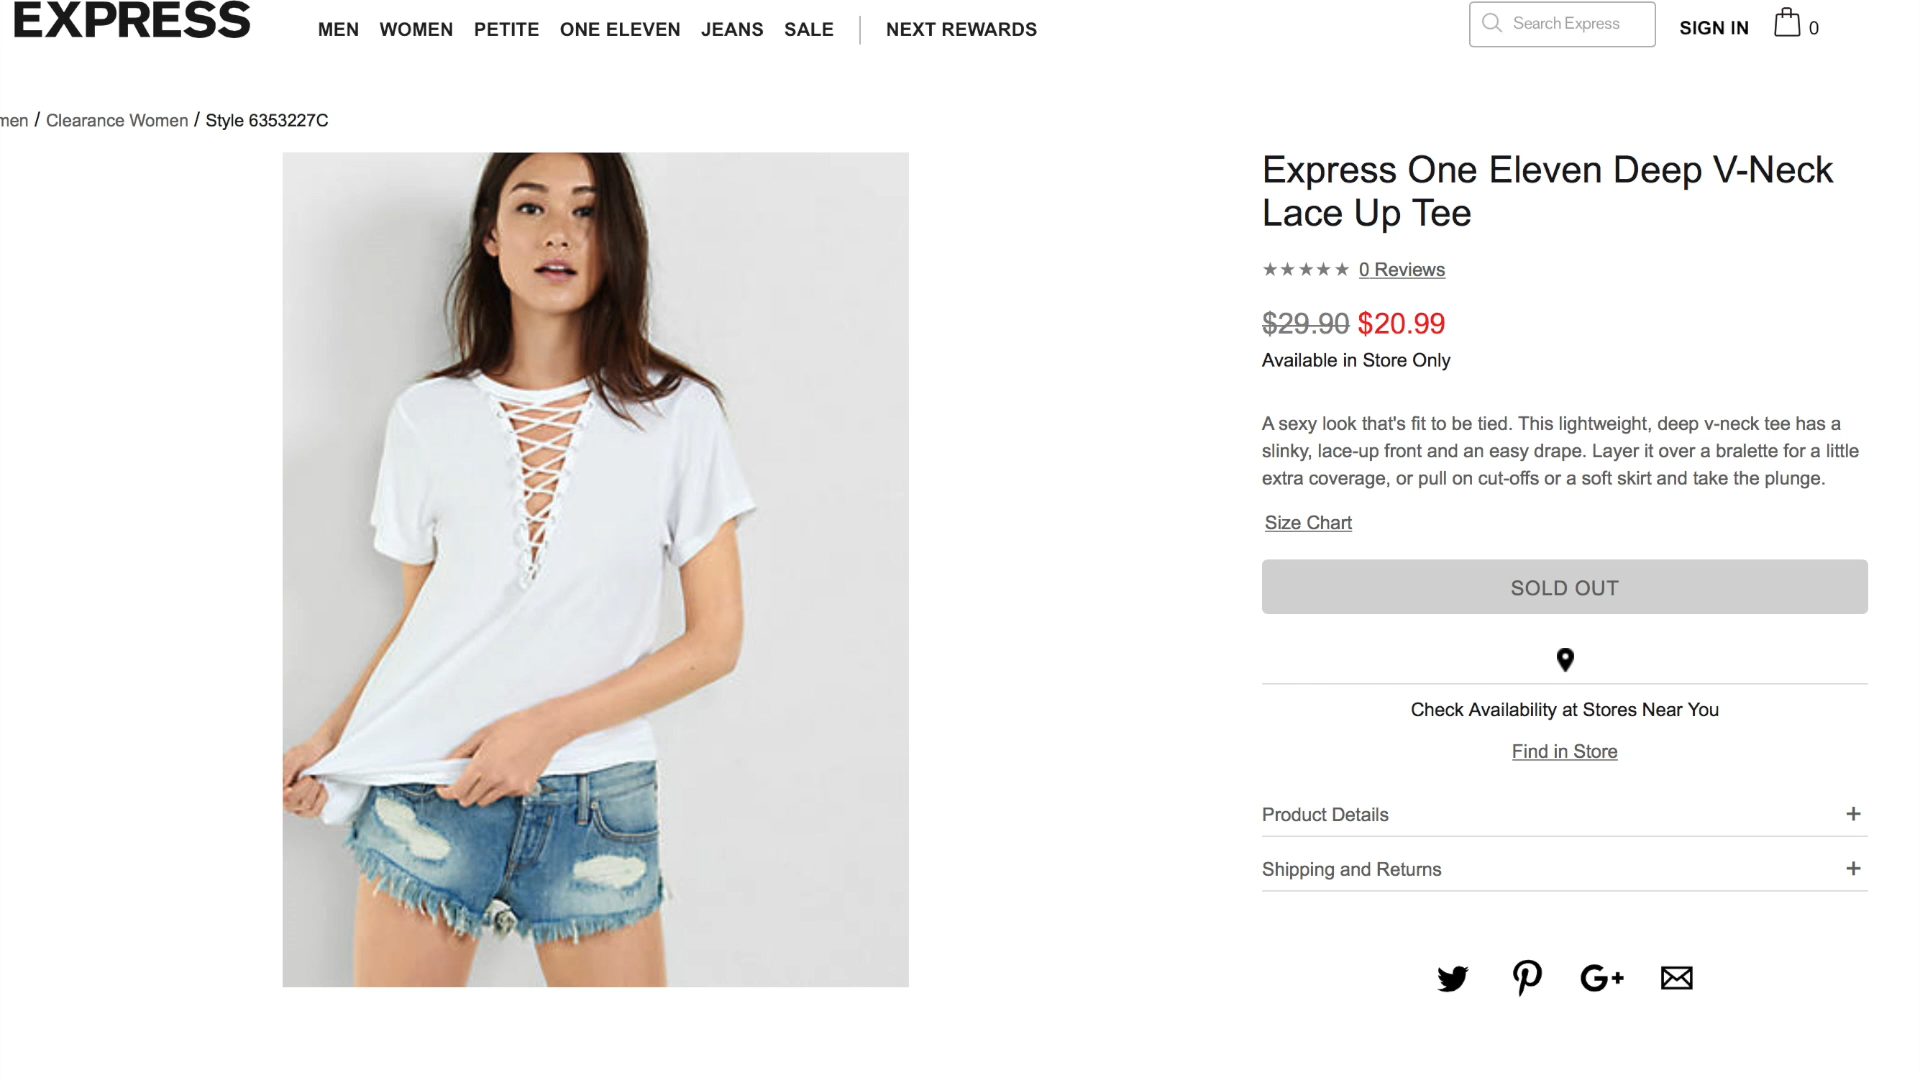 EXPRESS
MEN WOMEN PETITE ONE ELEVEN JEANS SALE NEXT REWARDS
Search Express
SIGN IN
0
men / Clearance Women / Style 6353227C
Express One Eleven Deep V-Neck
Lace Up Tee
0 Reviews
$29.90 $20.99
Available in Store Only
A sexy look that's fit to be tied. This lightweight, deep v-neck tee has a
slinky, lace-up front and an easy drape. Layer it over a bralette for a little
extra coverage, or pull on cut-offs or a soft skirt and take the plunge.
Size Chart
SOLD OUT
Check Availability at Stores Near You
Find in Store
Product Details +
Shipping and Returns +
G+